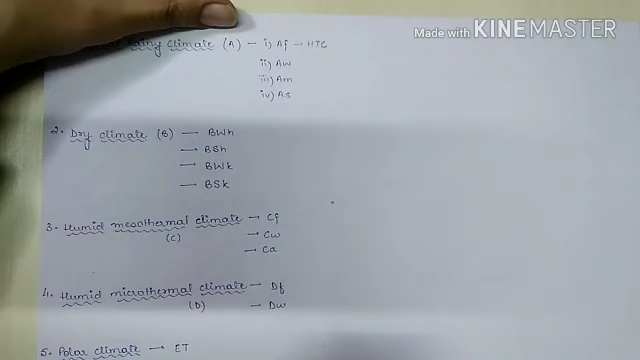 Made with KINEMASTER
Rainy climate (A) - i) Af - HTC
ii) Aw
iii) Am
iv) As
2. Dry climate (B) — BWh
— BSh
— BWk
— BSk
3. Humid mesothermal climate — Cf
(C) — Cw
— Ca
4. Humid microthermal climate — Df
(D) — Dw
5. Polar climate — ET